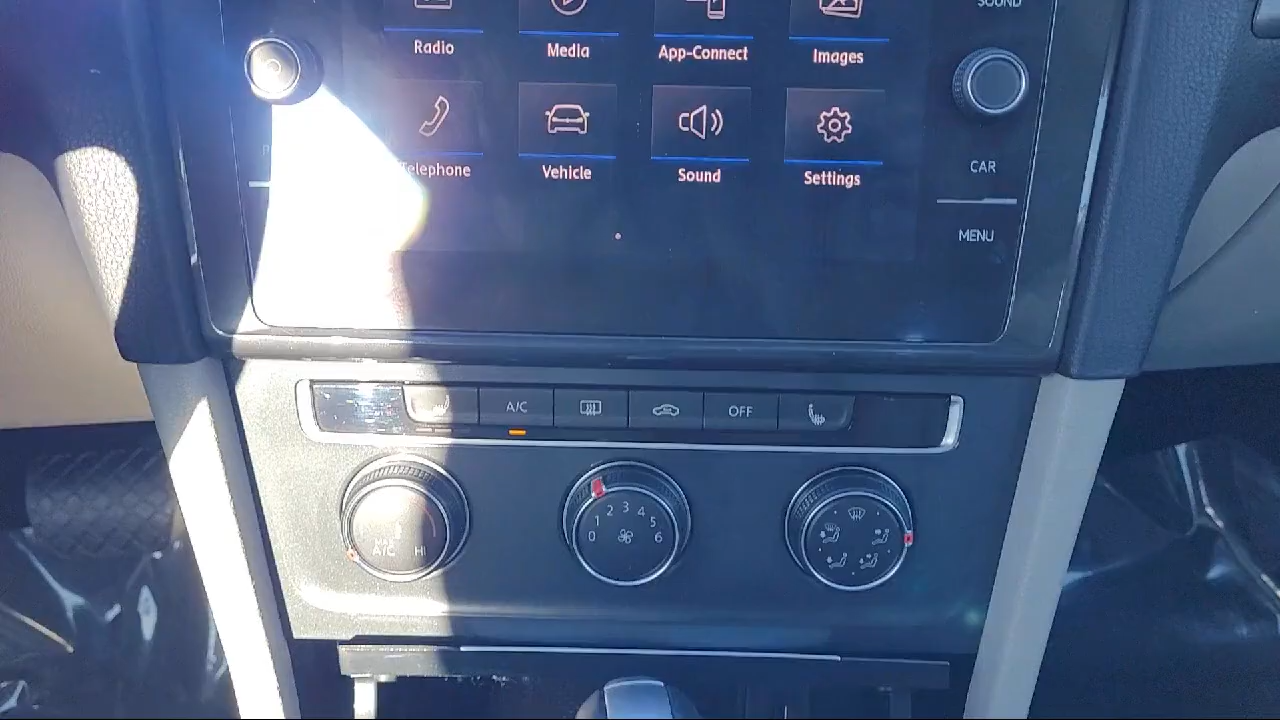 SOUND
Radio
Media
App-Connect
Images
Telephone
Vehicle
Sound
Settings
CAR
MENU
A/C
OFF
MAX
A/C
HI
0 1 2 3 4 5 6